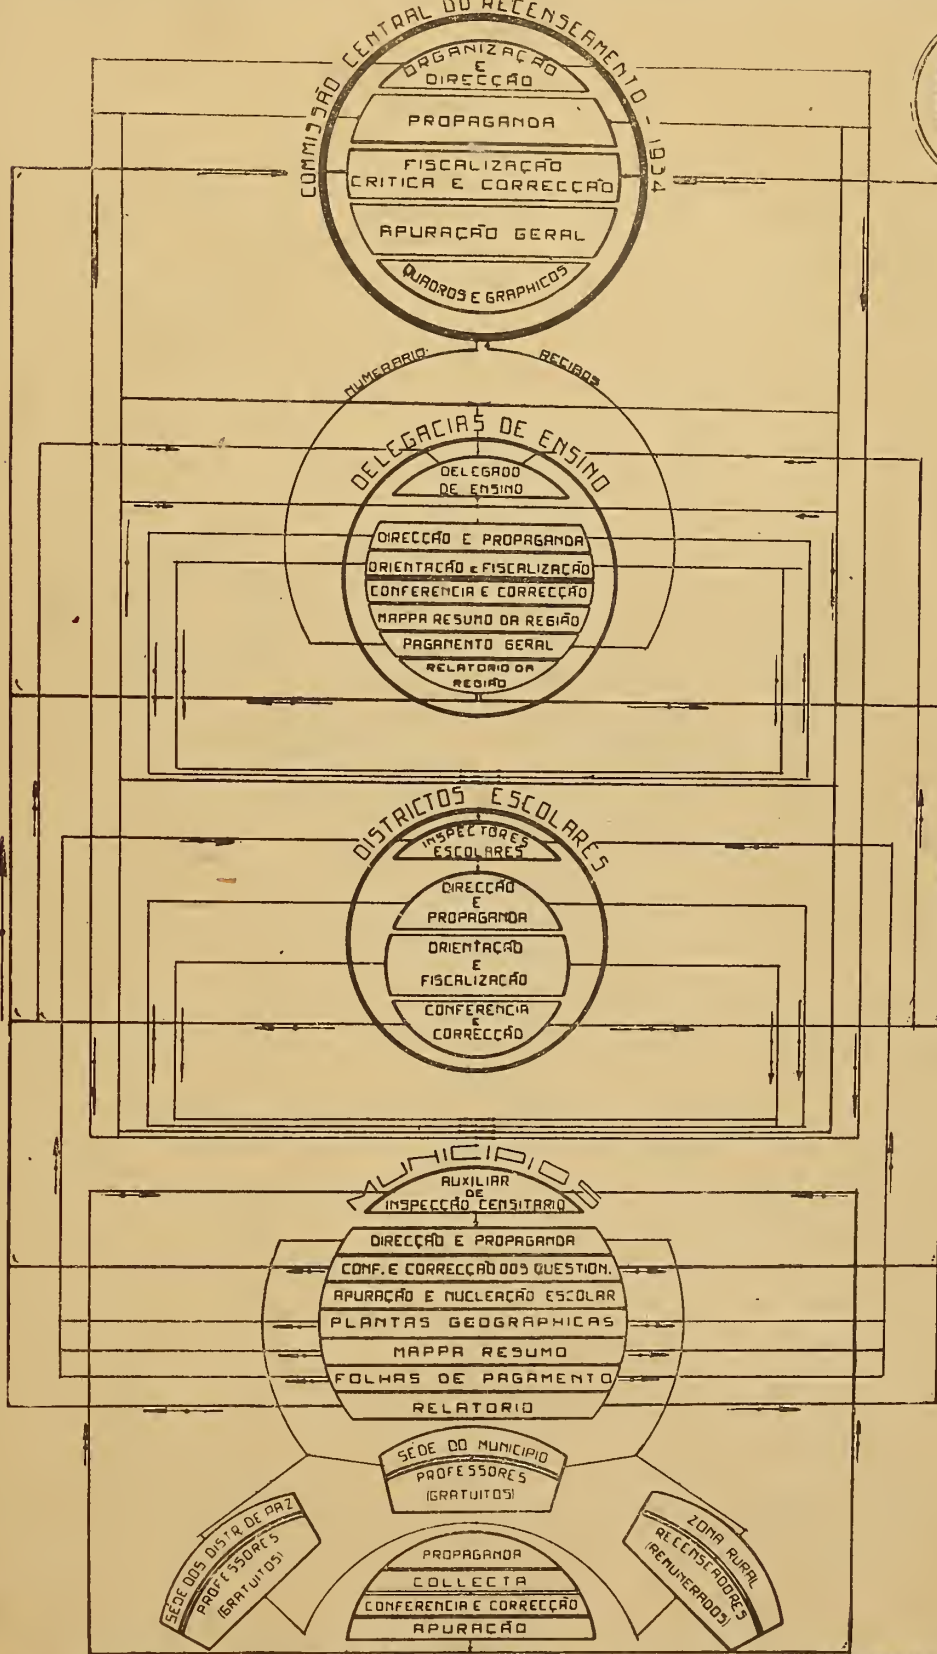 COMMISSÃO CENTRAL DO RECENSEAMENTO - 1934
ORGANIZAÇÃO
E
DIRECÇÃO
PROPAGANDA
FISCALIZAÇÃO
CRITICA E CORRECÇÃO
APURAÇÃO GERAL
QUADROS E GRAPHICOS
NUMERARIO
RECIBOS
DELEGACIAS DE ENSINO
DELEGADO
DE ENSINO
DIRECÇÃO E PROPAGANDA
ORIENTAÇÃO E FISCALIZAÇÃO
CONFERENCIA E CORRECÇÃO
MAPPA RESUMO DA REGIÃO
PAGAMENTO GERAL
RELATORIO DA
REGIÃO
DISTRICTOS ESCOLARES
INSPECTORES
ESCOLARES
DIRECÇÃO
E
PROPAGANDA
ORIENTAÇÃO
E
FISCALIZAÇÃO
CONFERENCIA
E
CORRECÇÃO
MUNICIPIOS
AUXILIAR
DE
INSPECÇÃO CENSITARIO
DIRECÇÃO E PROPAGANDA
CONF. E CORRECÇÃO DOS QUESTION.
APURAÇÃO E NUCLEAÇÃO ESCOLAR
PLANTAS GEOGRAPHICAS
MAPPA RESUMO
FOLHAS DE PAGAMENTO
RELATORIO
SÉDE DO MUNICIPIO
PROFESSORES
(GRATUITOS)
SÉDE DOS DISTR. DE PAZ
PROFESSORES
(GRATUITOS)
ZONA RURAL
RECENSEADORES
(REMUNERADOS)
PROPAGANDA
COLLECTA
CONFERENCIA E CORRECÇÃO
APURAÇÃO